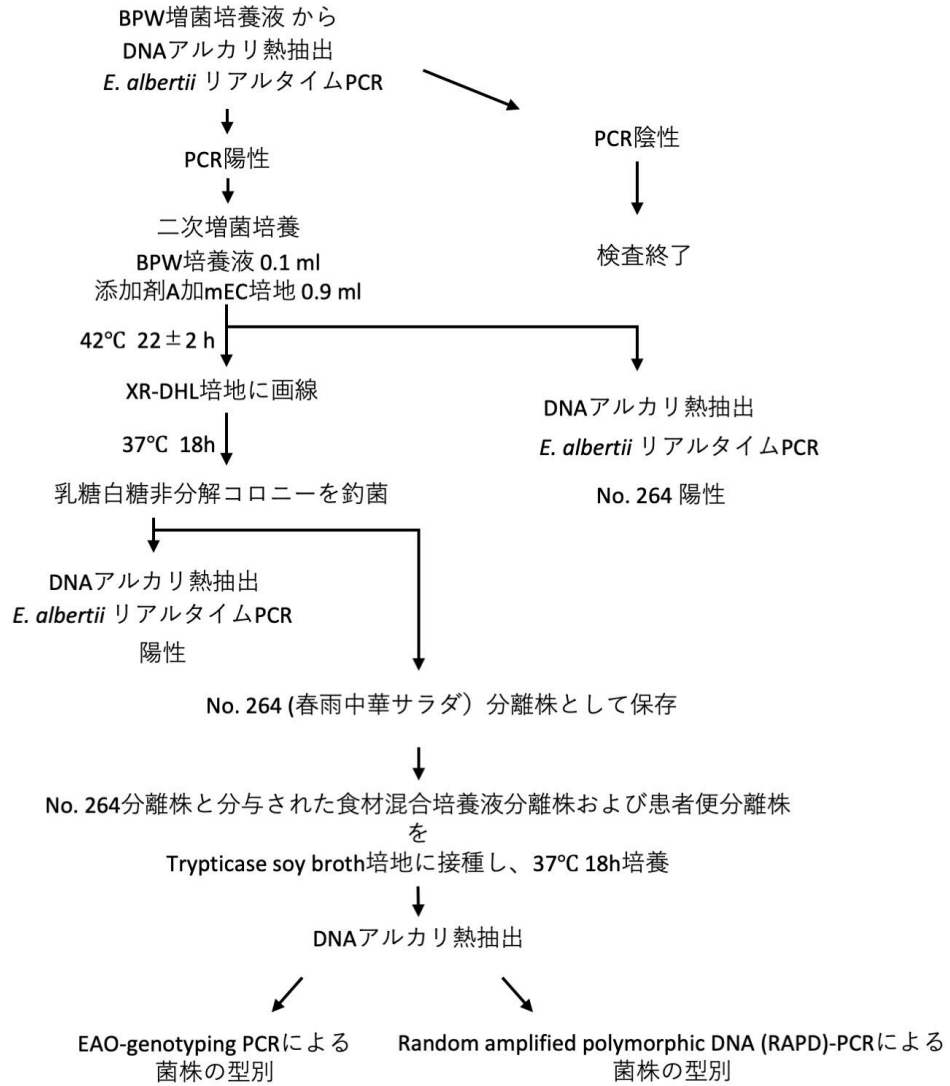 BPW増菌培養液 から
DNAアルカリ熱抽出
E. albertii リアルタイムPCR
PCR陽性
PCR陰性
検査終了
二次増菌培養
BPW培養液 0.1 ml
添加剤A加mEC培地 0.9 ml
42℃ 22±2 h
XR-DHL培地に画線
37℃ 18h
DNAアルカリ熱抽出
E. albertii リアルタイムPCR
No. 264 陽性
乳糖白糖非分解コロニーを釣菌
DNAアルカリ熱抽出
E. albertii リアルタイムPCR
陽性
No. 264 (春雨中華サラダ）分離株として保存
No. 264分離株と分与された食材混合培養液分離株および患者便分離株
を
Trypticase soy broth培地に接種し、37℃ 18h培養
DNAアルカリ熱抽出
EAO-genotyping PCRによる
菌株の型別
Random amplified polymorphic DNA (RAPD)-PCRによる
菌株の型別